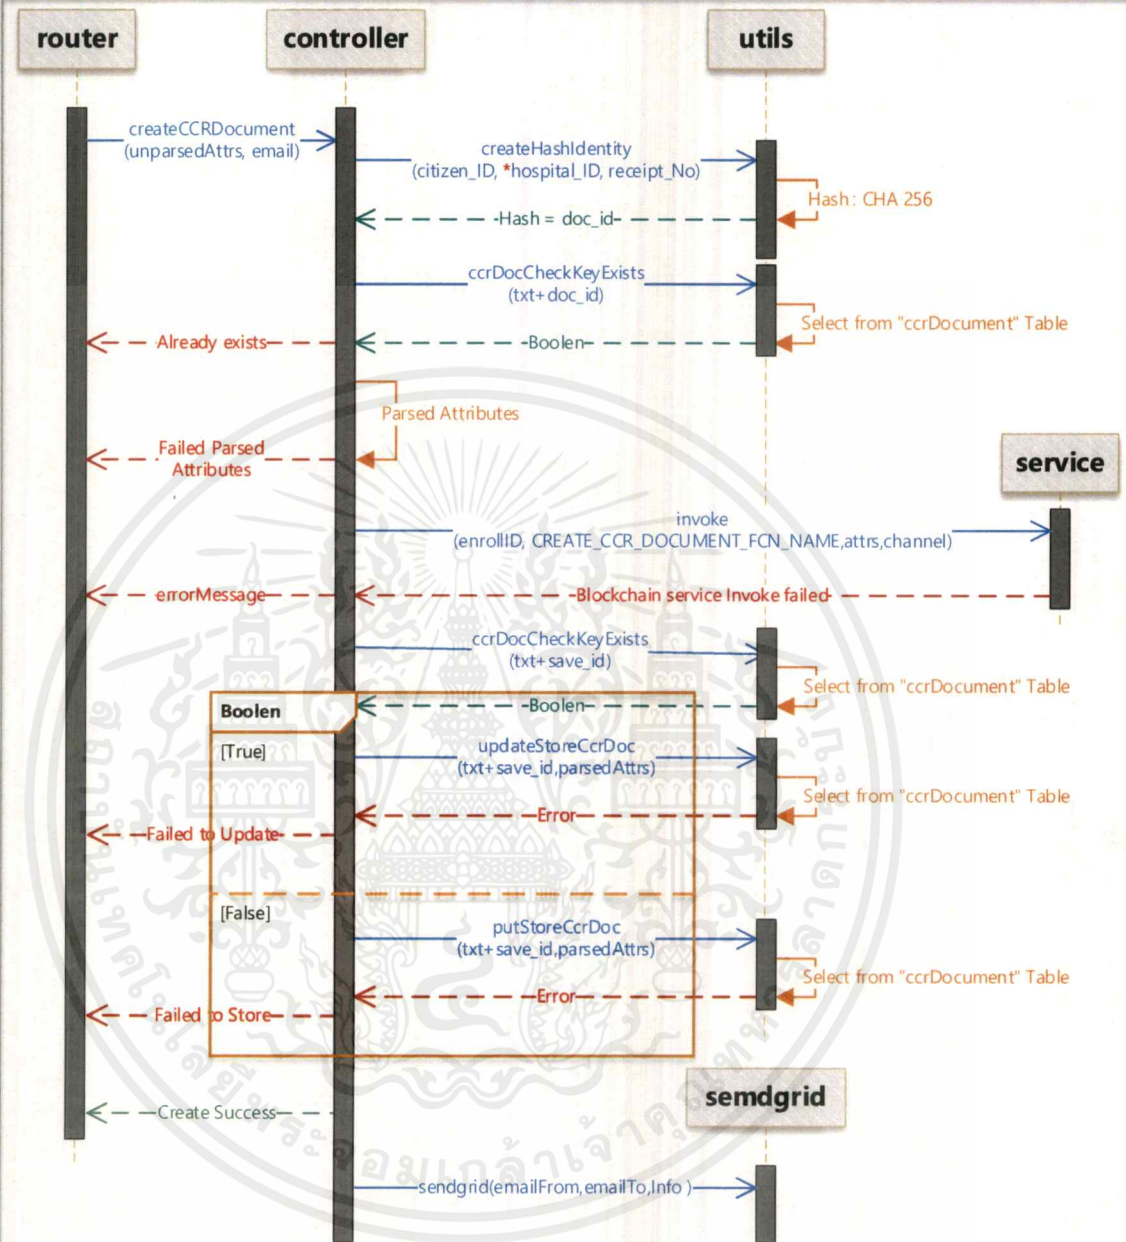 router
controller
utils
createCCRDocument
(unparsedAttrs, email)
createHashIdentity
(citizen_ID, *hospital_ID, receipt_No)
Hash : CHA 256
Hash = doc_id
ccrDocCheckKeyExists
(txt+doc_id)
Select from "ccrDocument" Table
Already exists
Boolen
Parsed Attributes
Failed Parsed
Attributes
service
invoke
(enrollID, CREATE_CCR_DOCUMENT_FCN_NAME,attrs,channel)
errorMessage
Blockchain service Invoke failed
ccrDocCheckKeyExists
(txt+save_id)
Select from "ccrDocument" Table
Boolen
Boolen
[True]
updateStoreCcrDoc
(txt+save_id,parsedAttrs)
Select from "ccrDocument" Table
Error
Failed to Update
[False]
putStoreCcrDoc
(txt+save_id,parsedAttrs)
Select from "ccrDocument" Table
Error
Failed to Store
semdgrid
Create Success
sendgrid(emailFrom,emailTo,Info )